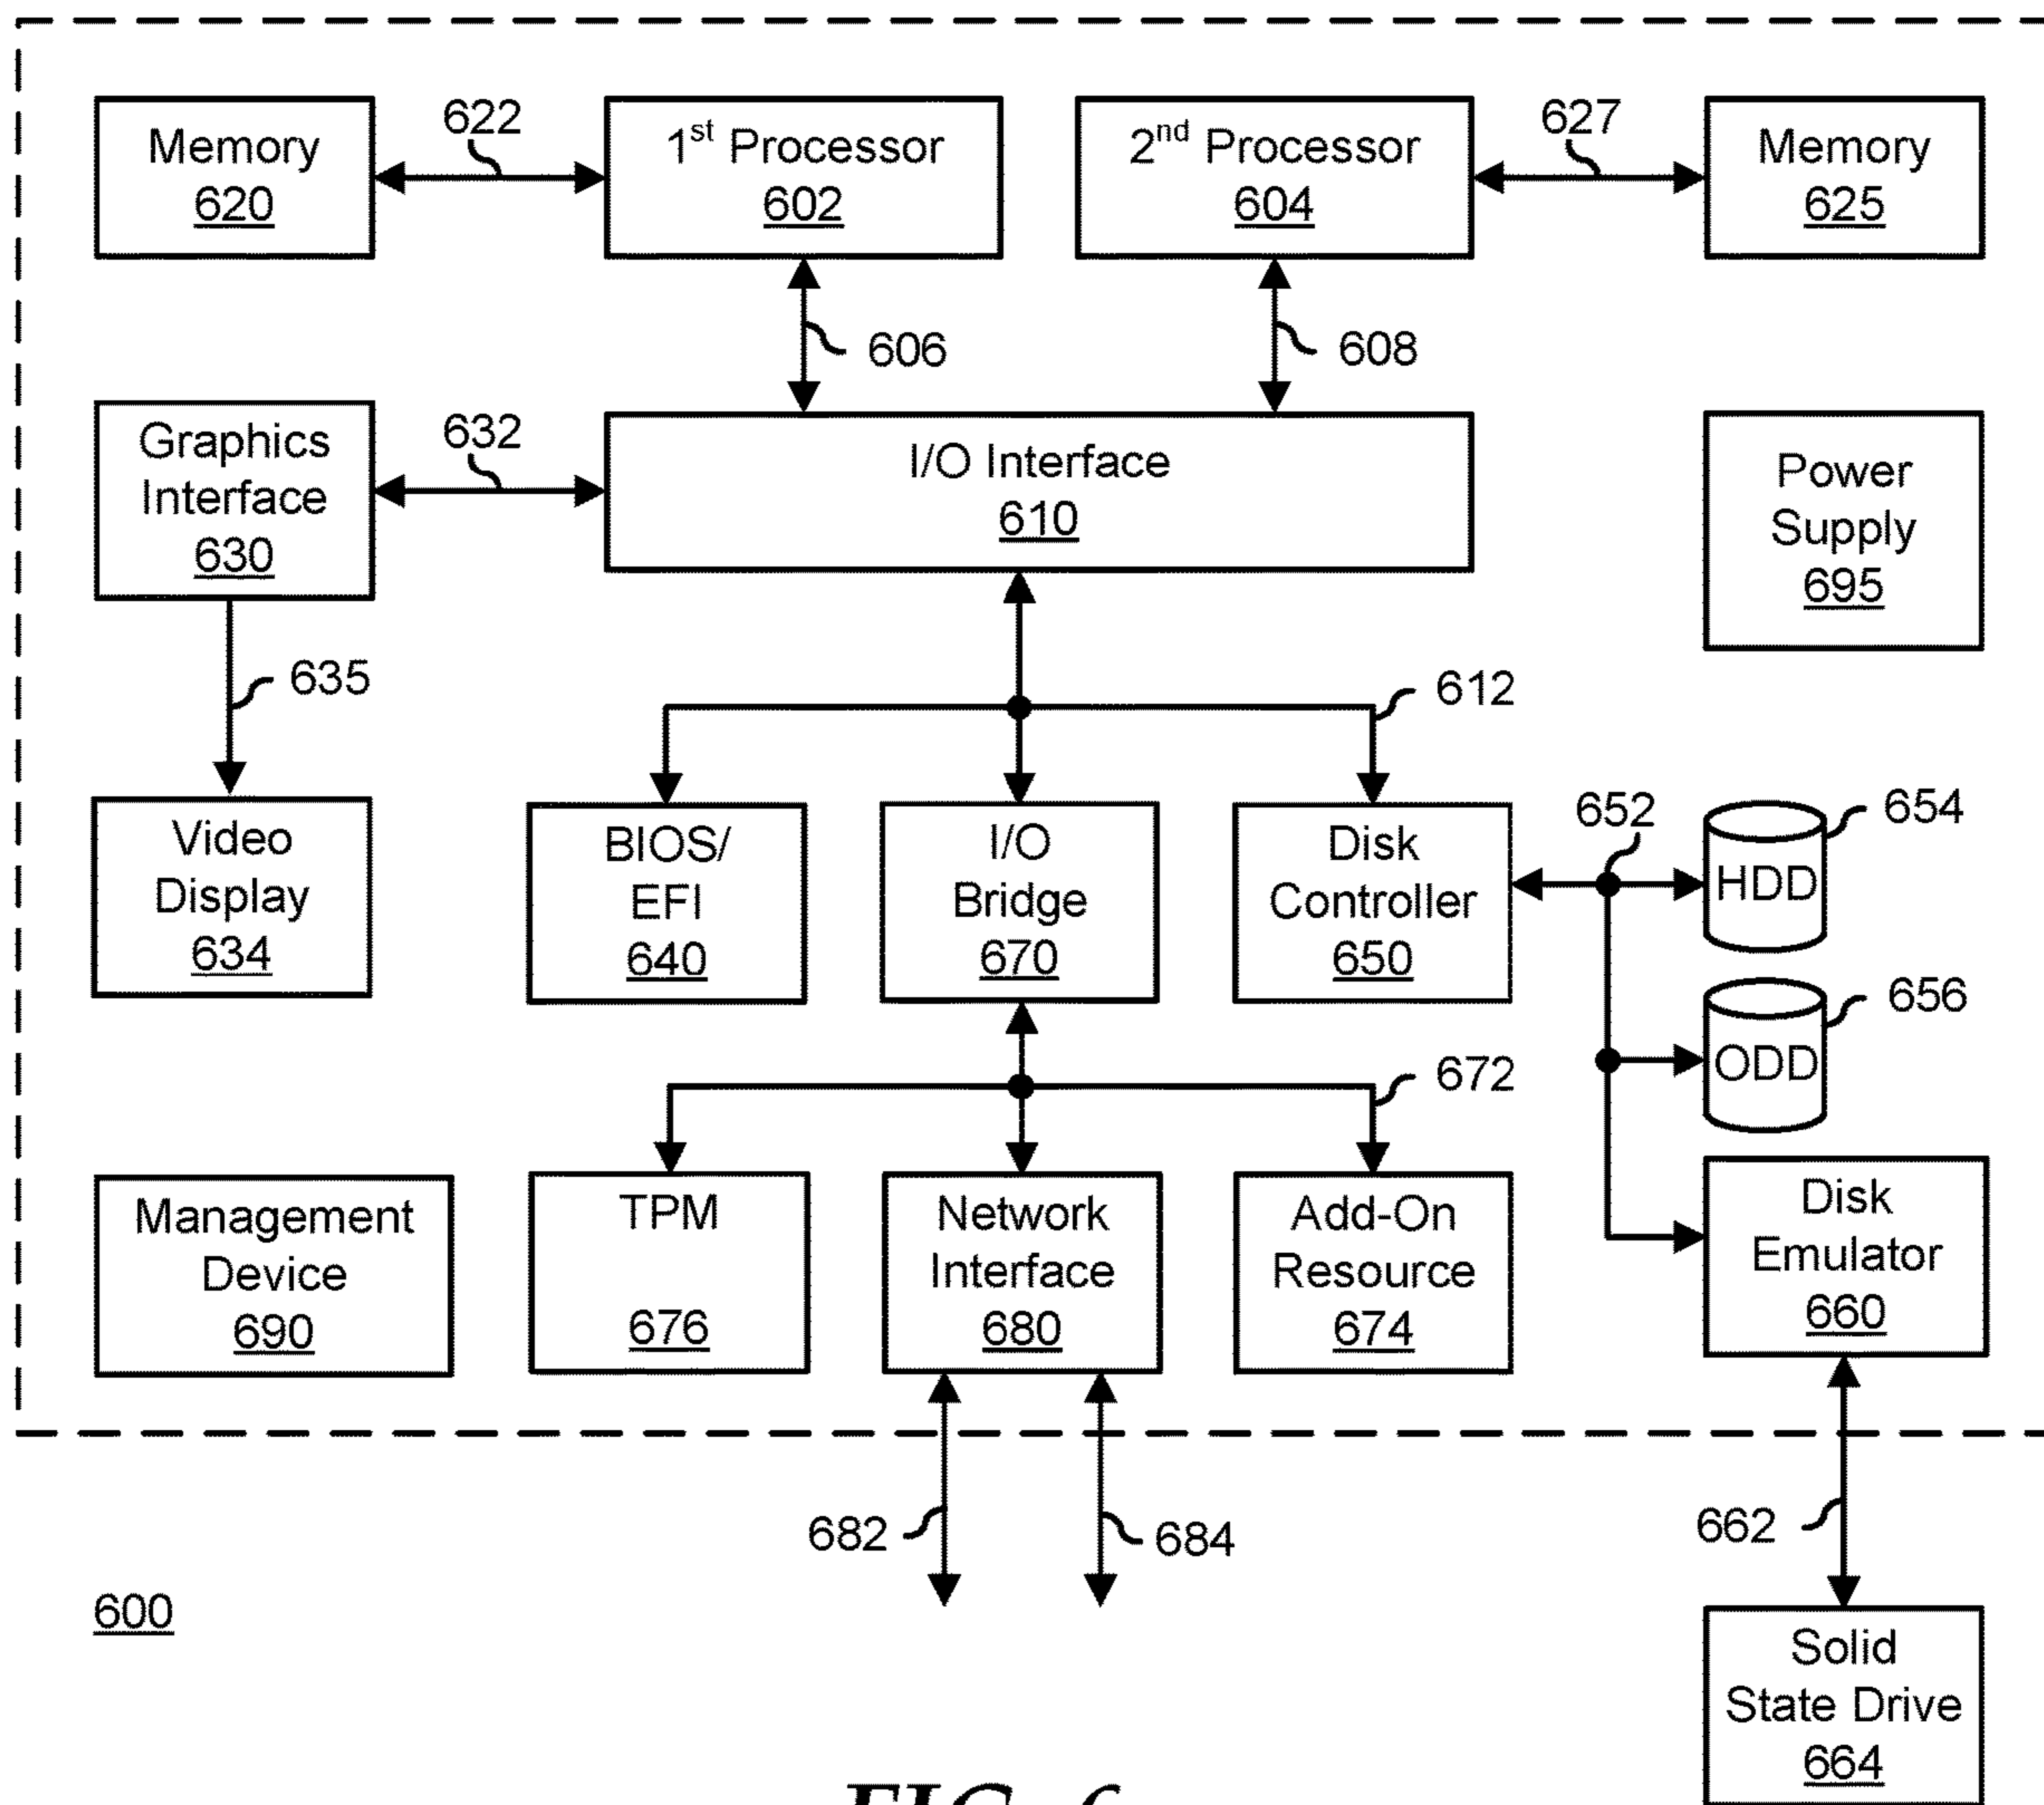 Memory
620
622
1st Processor
602
2nd Processor
604
627
Memory
625
606
608
Graphics
Interface
630
632
I/O Interface
610
Power
Supply
695
635
612
Video
Display
634
BIOS/
EFI
640
I/O
Bridge
670
Disk
Controller
650
652
654
HDD
656
ODD
672
Management
Device
690
TPM
676
Network
Interface
680
Add-On
Resource
674
Disk
Emulator
660
682
684
662
600
Solid
State Drive
664
FIG. 6